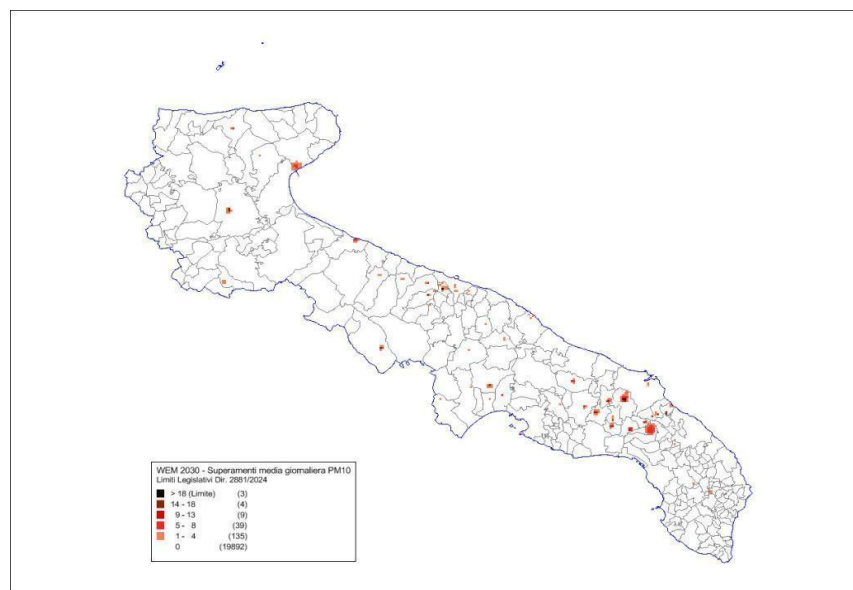 WEM 2030 - Superamenti media giornaliera PM10
Limiti Legislativi Dir. 2881/2024
> 18 (Limite) (3)
14 - 18 (4)
9 - 13 (9)
5 - 8 (39)
1 - 4 (135)
0 (19892)